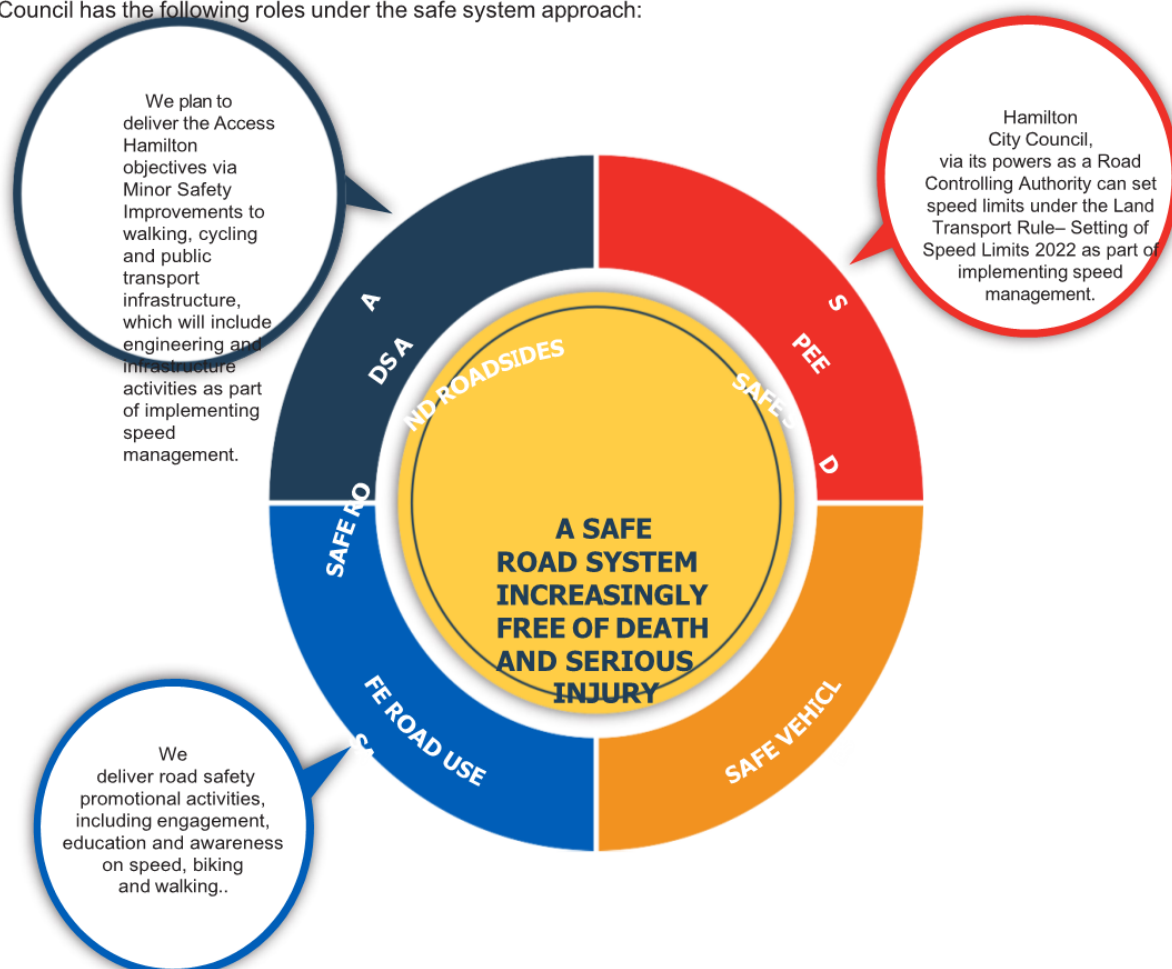 Council has the following roles under the safe system approach:
We plan to
deliver the Access
Hamilton
objectives via
Minor Safety
Improvements to
walking, cycling
and public
transport
infrastructure,
which will include
engineering and
infrastructure
activities as part
of implementing
speed
management.
Hamilton
City Council,
via its powers as a Road
Controlling Authority can set
speed limits under the Land
Transport Rule– Setting of
Speed Limits 2022 as part of
implementing speed
management.
A
DS A
ND ROADSIDES
SAFE RO
S
PEE
SAFE S
D
A SAFE
ROAD SYSTEM
INCREASINGLY
FREE OF DEATH
AND SERIOUS
INJURY
FE ROAD USE
SA
SAFE VEHICL
We
deliver road safety
promotional activities,
including engagement,
education and awareness
on speed, biking
and walking..